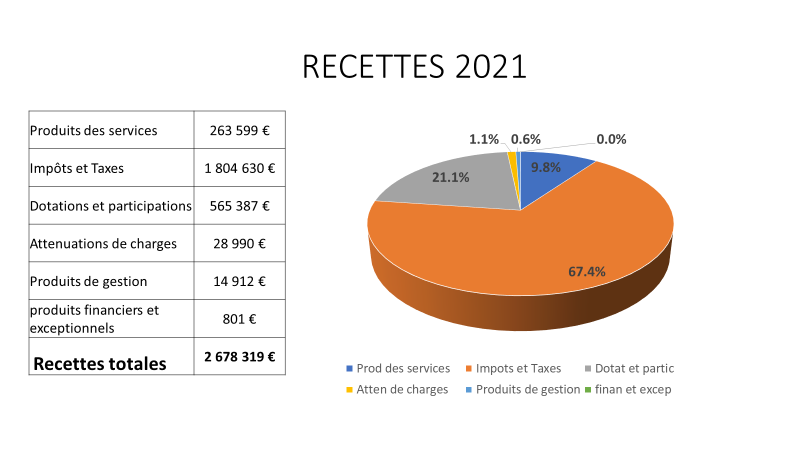 RECETTES 2021
Produits des services 263 599 €
Impôts et Taxes 1 804 630 €
Dotations et participations 565 387 €
Attenuations de charges 28 990 €
Produits de gestion 14 912 €
produits financiers et
exceptionnels 801 €
Recettes totales 2 678 319 €
1.1% 0.6% 0.0%
9.8%
21.1%
67.4%
Prod des services Impots et Taxes Dotat et partic
Atten de charges Produits de gestion finan et excep